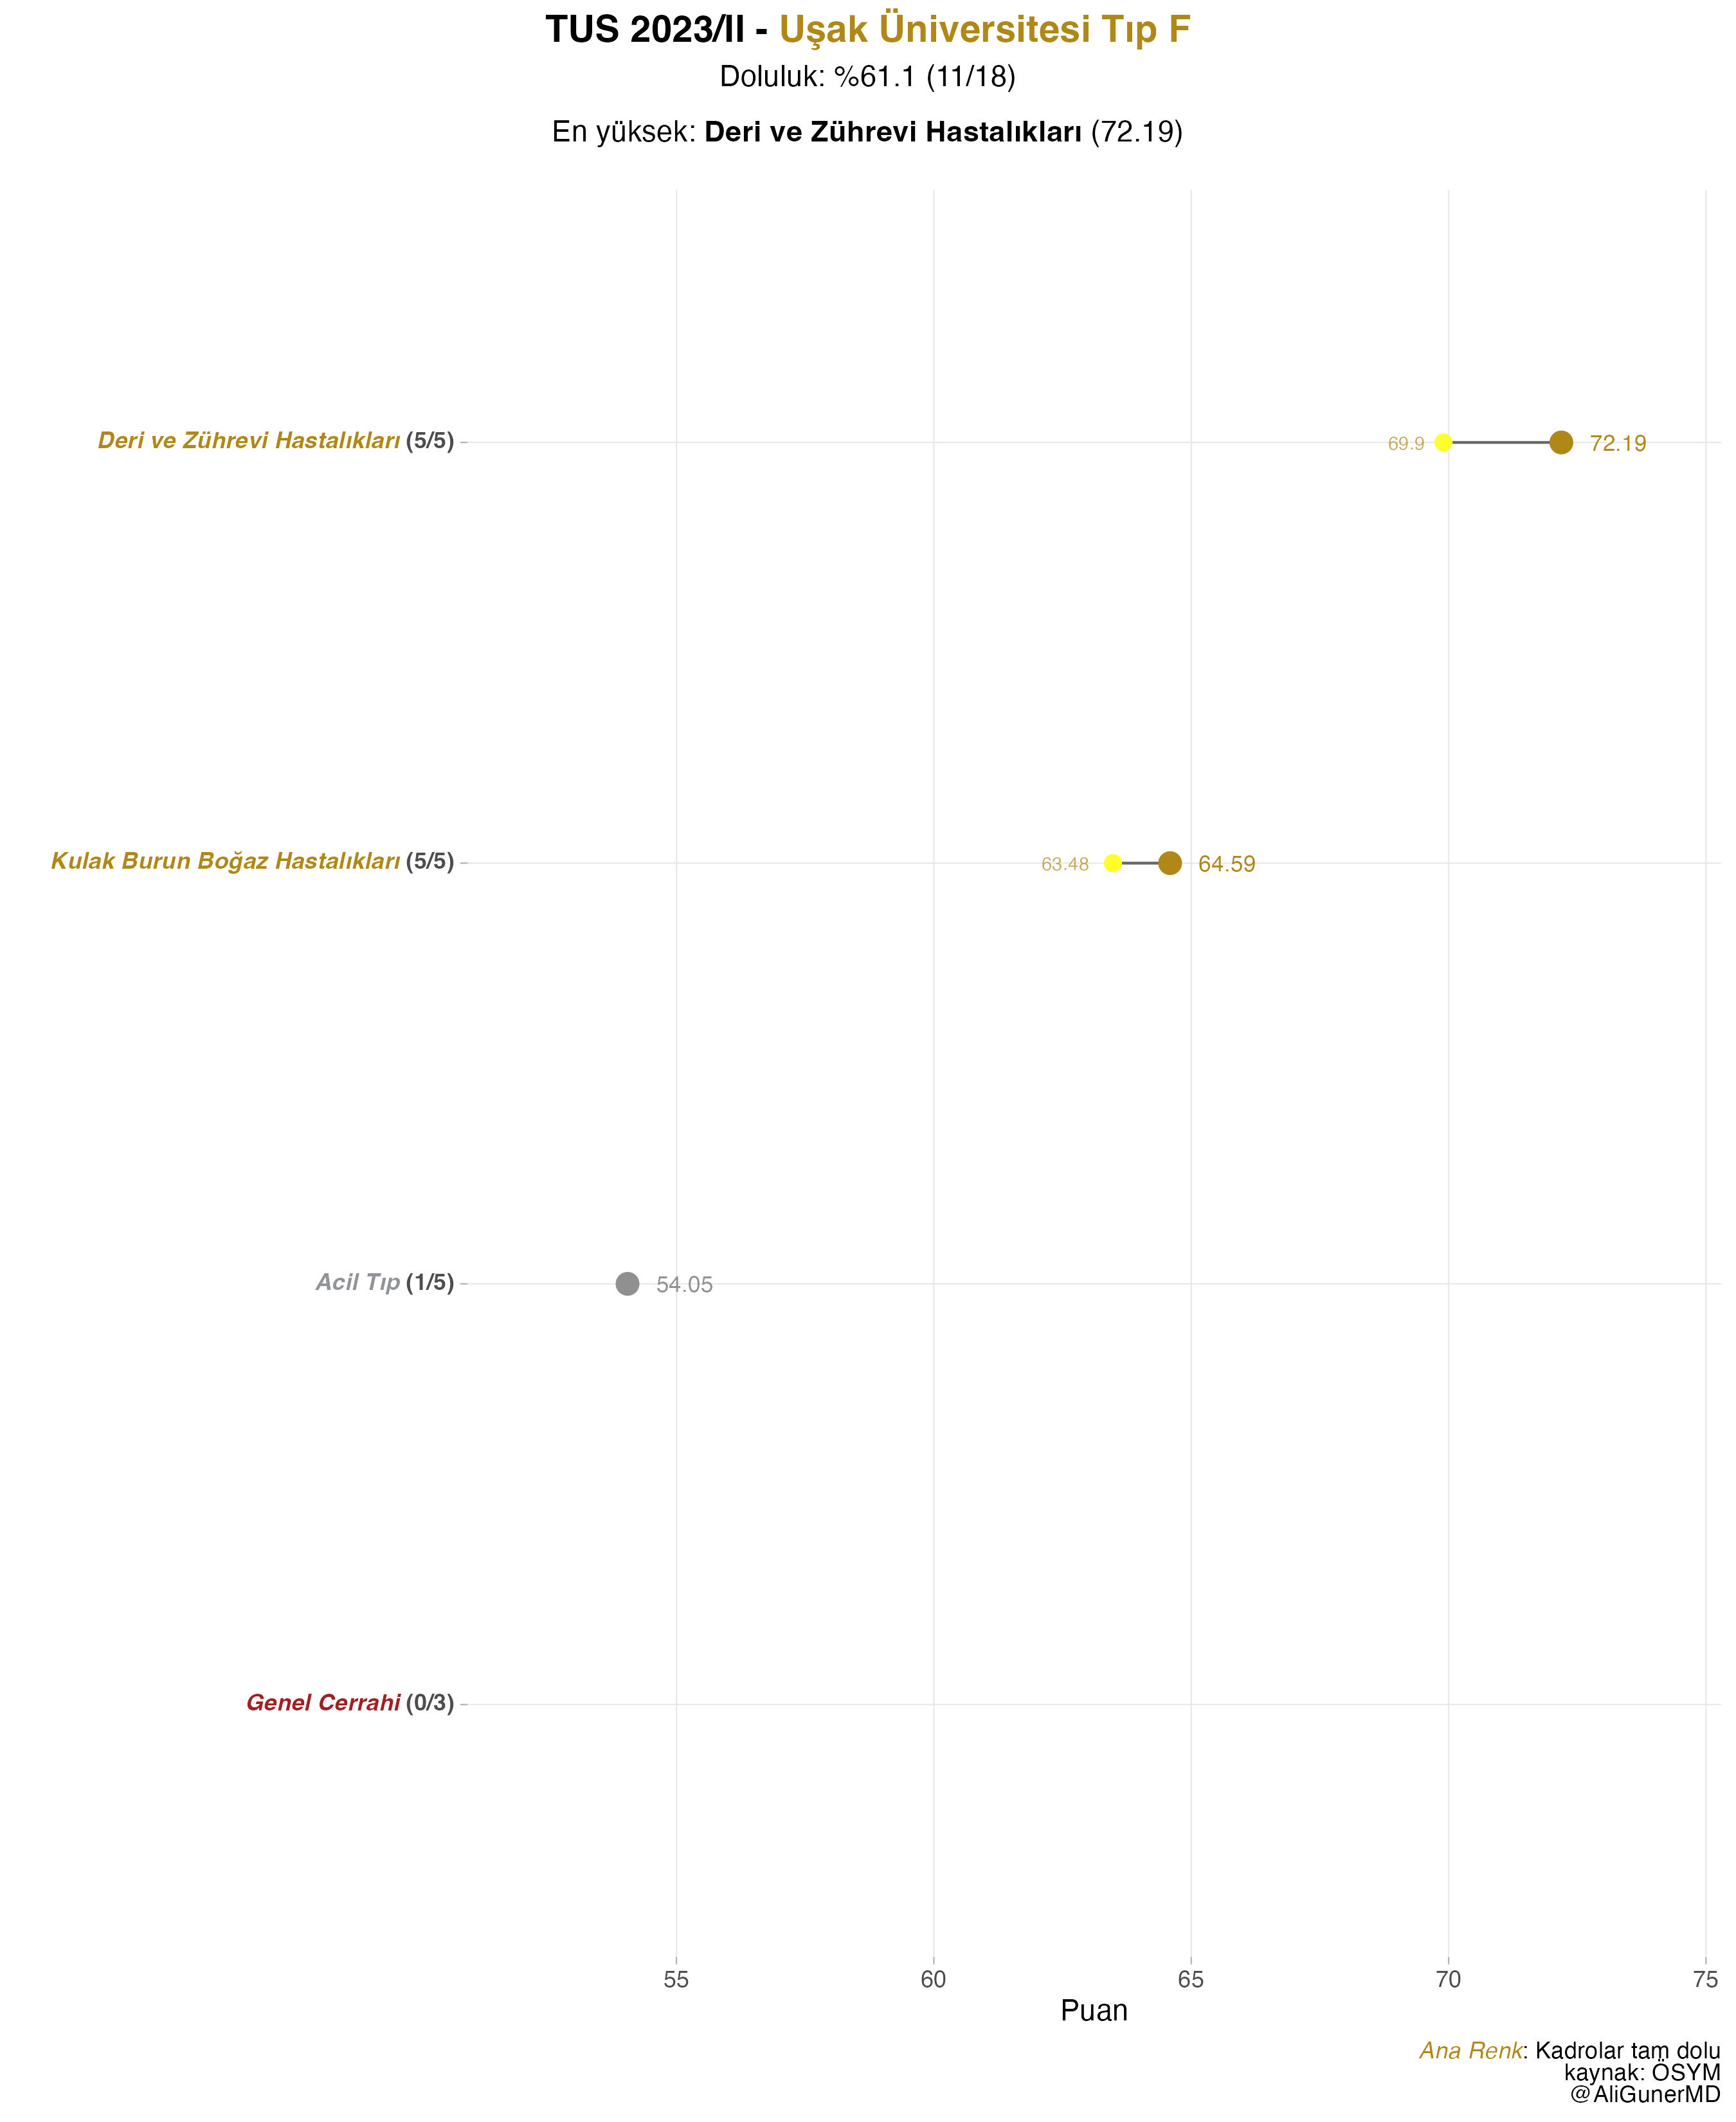 TUS 2023/II - Uşak Üniversitesi Tıp F
Doluluk: %61.1 (11/18)
En yüksek: Deri ve Zührevi Hastalıkları (72.19)
Deri ve Zührevi Hastalıkları (5/5)
69.9
72.19
Kulak Burun Boğaz Hastalıkları (5/5)
63.48
64.59
Acil Tıp (1/5)
54.05
Genel Cerrahi (0/3)
55 60 65 70 75
Puan
Ana Renk: Kadrolar tam dolu
kaynak: ÖSYM
@AliGunerMD